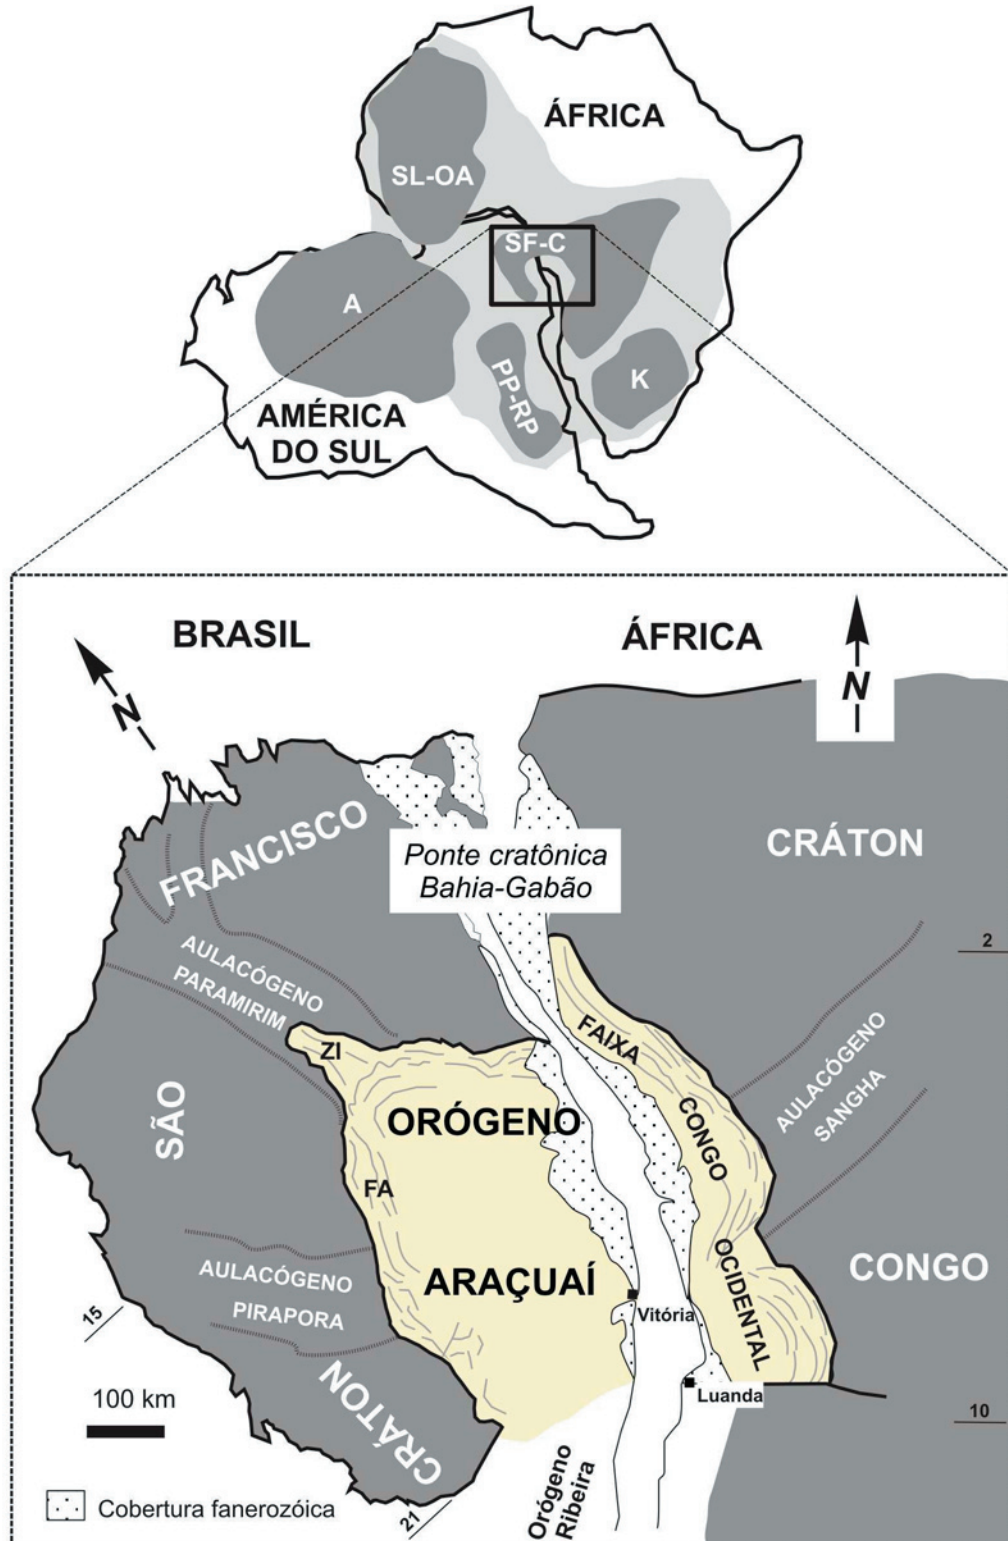 ÁFRICA
SL-OA
SF-C
A
K
PP-RP
AMÉRICA
DO SUL
BRASIL
ÁFRICA
N
N
FRANCISCO
CRÁTON
Ponte cratônica
Bahia-Gabão
2
AULACÓGENO
PARAMIRIM
FAIXA
ZI
AULACÓGENO
SANGHA
SÃO
ORÓGENO
CONGO
FA
AULACÓGENO
PIRAPORA
ARAÇUAÍ
OCIDENTAL
CONGO
Vitória
15
100 km
CRÁTON
Luanda
10
Cobertura fanerozóica
21
Orógeno
Ribeira